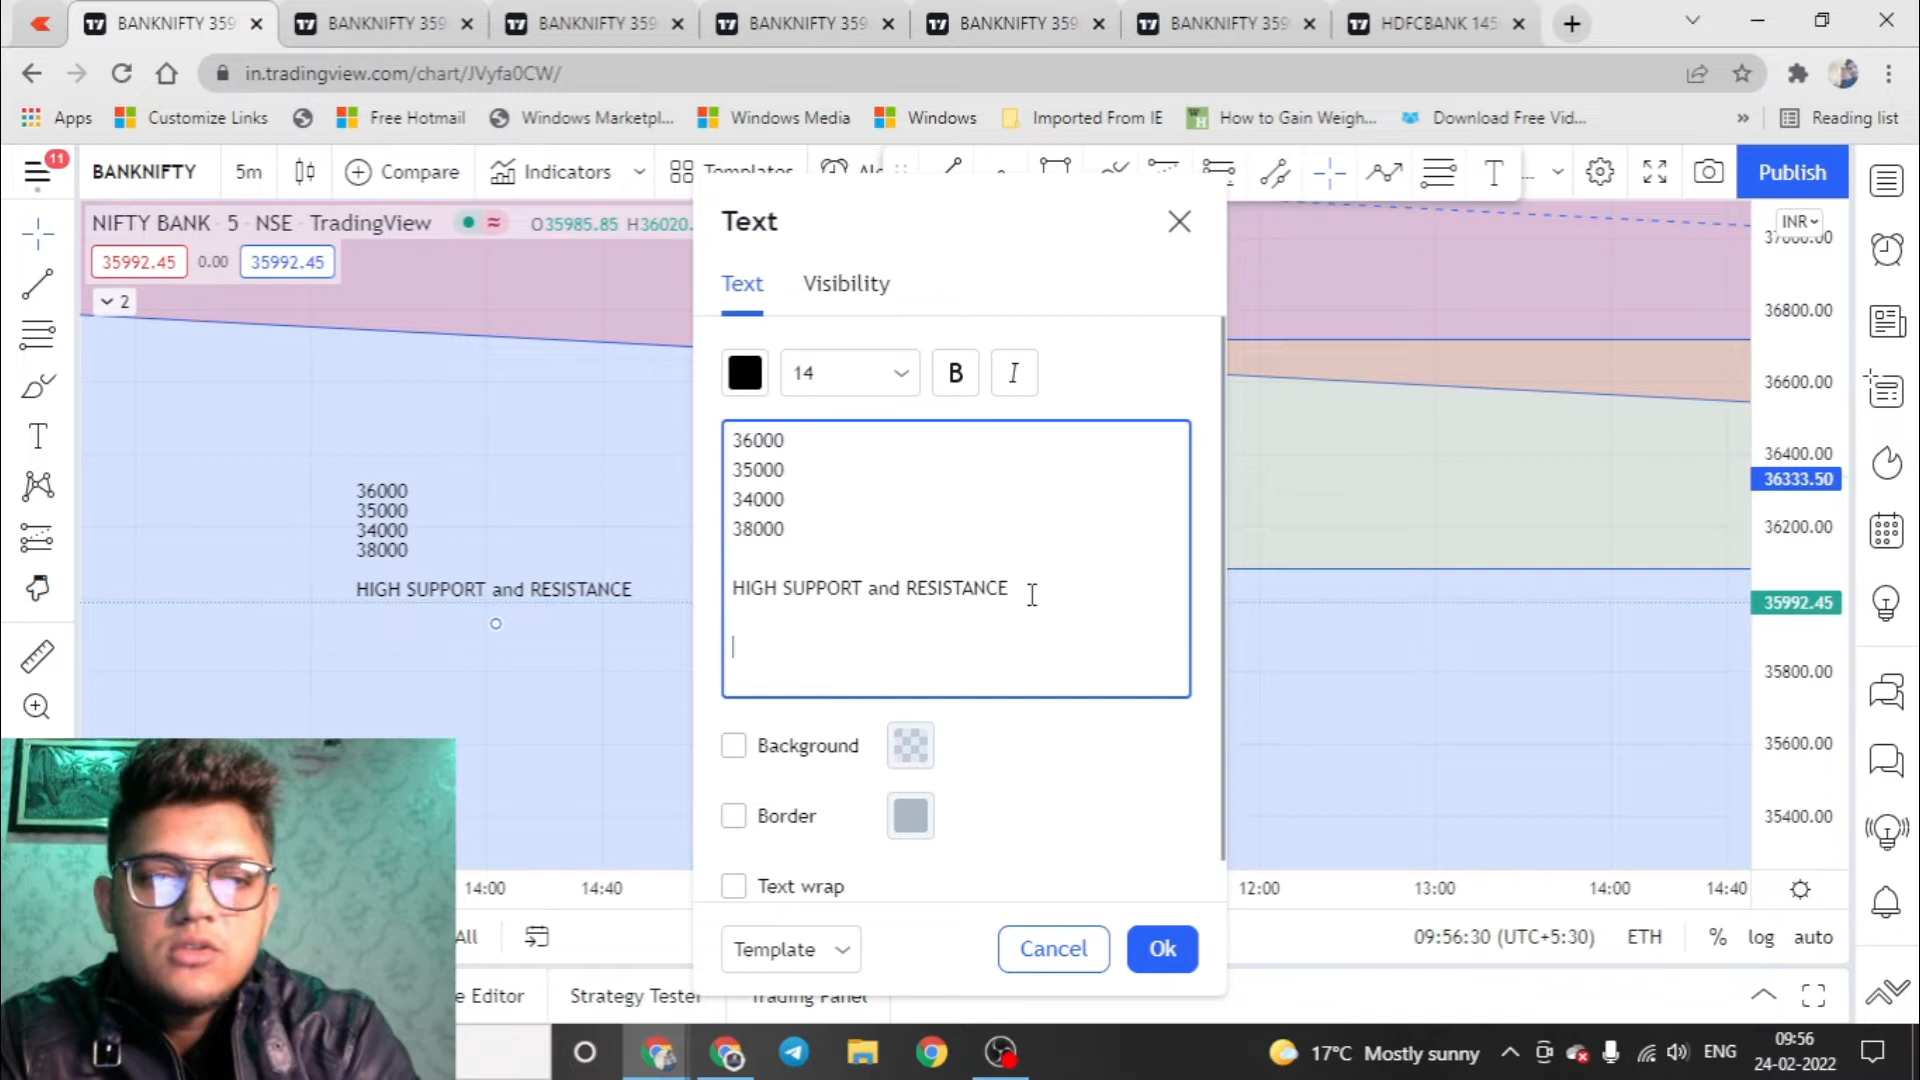 BANKNIFTY 359
BANKNIFTY 359
BANKNIFTY 359
BANKNIFTY 359
BANKNIFTY 359
BANKNIFTY 359
HDFCBANK 145
in.tradingview.com/chart/JVyfa0CW/
Apps
Customize Links
Free Hotmail
Windows Marketpl...
Windows Media
Windows
Imported From IE
How to Gain Weigh...
Download Free Vid...
»
Reading list
11
BANKNIFTY
5m
Compare
Indicators
Templates
T
...
Publish
NIFTY BANK · 5 · NSE · TradingView
O35985.85 H36020.
35992.45
0.00
35992.45
2
INR
37000.00
36800.00
36600.00
36400.00
36333.50
36200.00
35992.45
35800.00
35600.00
35400.00
36000
35000
34000
38000
HIGH SUPPORT and RESISTANCE
Text
Text
Visibility
14
B
I
36000
35000
34000
38000
HIGH SUPPORT and RESISTANCE
Background
Border
Text wrap
Template
Cancel
Ok
14:00
14:40
12:00
13:00
14:00
14:40
All
09:56:30 (UTC+5:30)
ETH
%
log
auto
e Editor
Strategy Tester
Trading Panel
17°C Mostly sunny
ENG
09:56
24-02-2022